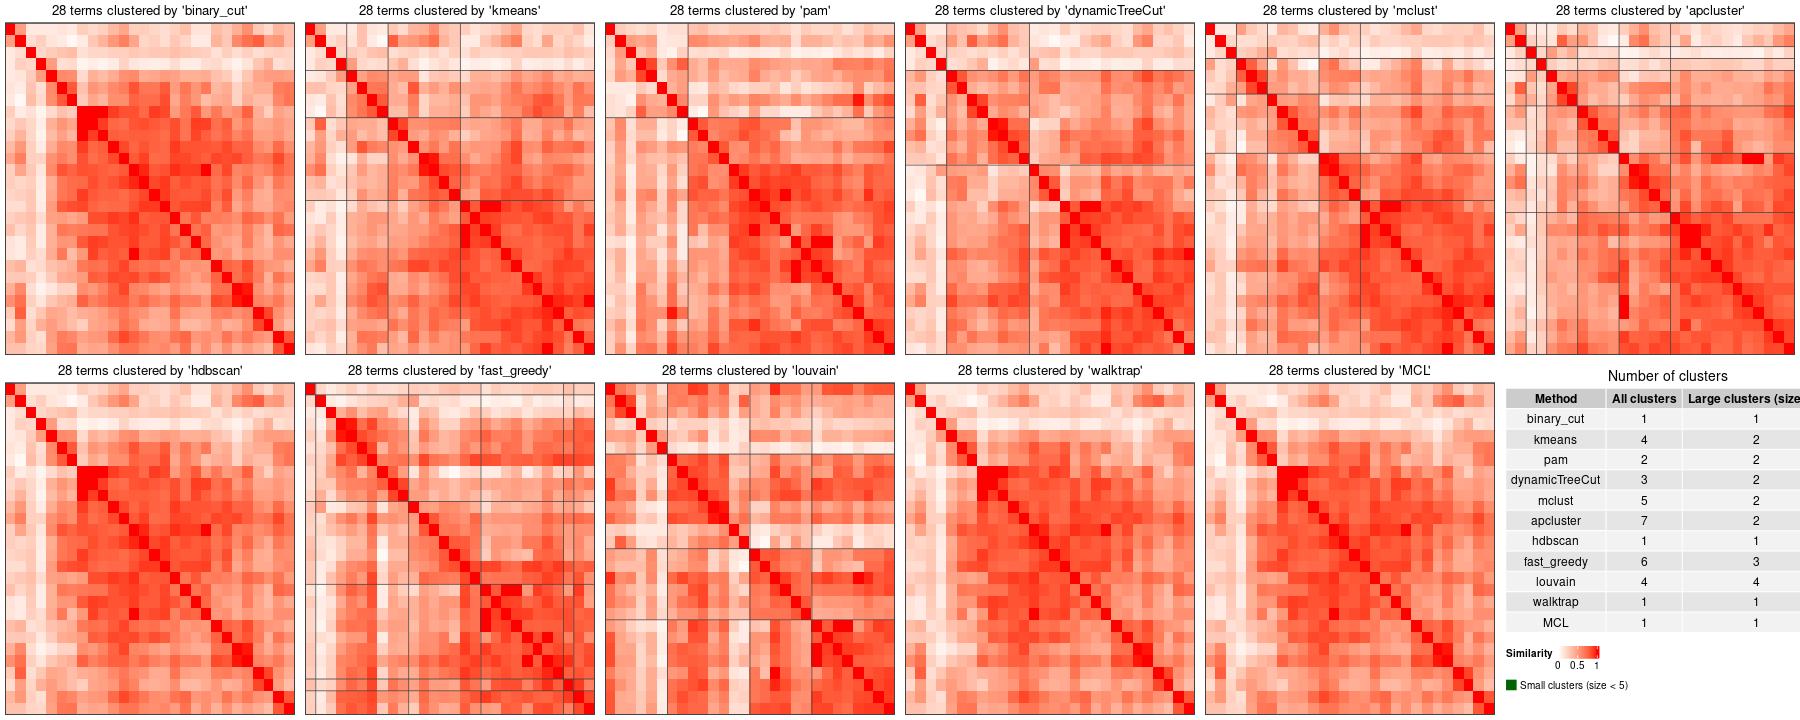 28 terms clustered by 'binary_cut'
28 terms clustered by 'kmeans'
28 terms clustered by 'pam'
28 terms clustered by 'dynamicTreeCut'
28 terms clustered by 'mclust'
28 terms clustered by 'apcluster'
28 terms clustered by 'hdbscan'
28 terms clustered by 'fast_greedy'
28 terms clustered by 'louvain'
28 terms clustered by 'walktrap'
28 terms clustered by 'MCL'
Number of clusters
Method All clusters Large clusters (size
binary_cut 1 1
kmeans 4 2
pam 2 2
dynamicTreeCut 3 2
mclust 5 2
apcluster 7 2
hdbscan 1 1
fast_greedy 6 3
louvain 4 4
walktrap 1 1
MCL 1 1
Similarity
0 0.5 1
Small clusters (size < 5)